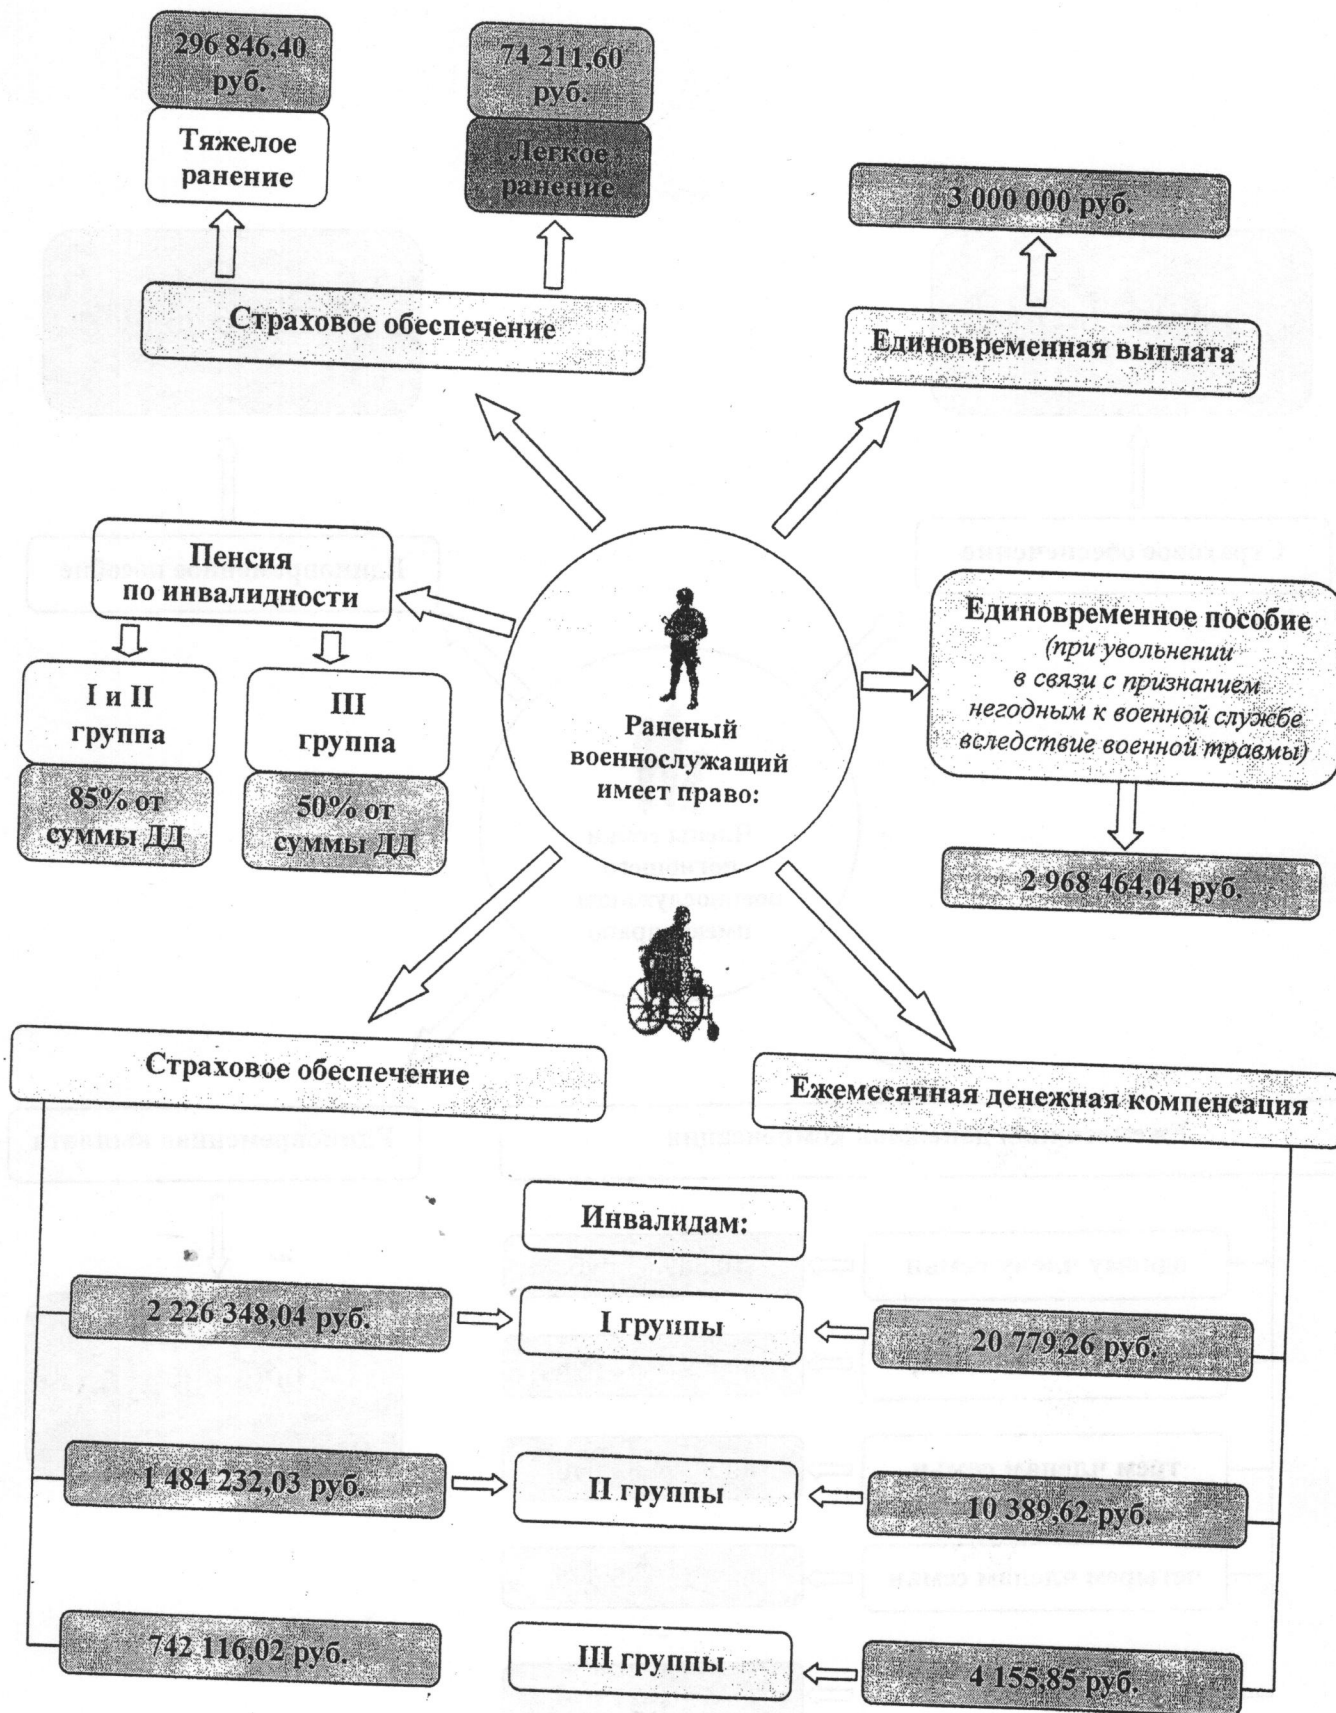 296 846,40
руб.
Тяжелое
ранение
74 211,60
руб.
Легкое
ранение
3 000 000 руб.
Страховое обеспечение
Единовременная выплата
Пенсия
по инвалидности
I и II
группа
85% от
суммы ДД
III
группа
50% от
суммы ДД
Раненый
военнослужащий
имеет право:
Единовременное пособие
(при увольнении
в связи с признанием
негодным к военной службе
вследствие военной травмы)
2 968 464,04 руб.
Страховое обеспечение
Ежемесячная денежная компенсация
Инвалидам:
2 226 348,04 руб.
I группы
20 779,26 руб.
1 484 232,03 руб.
II группы
10 389,62 руб.
742 116,02 руб.
III группы
4 155,85 руб.